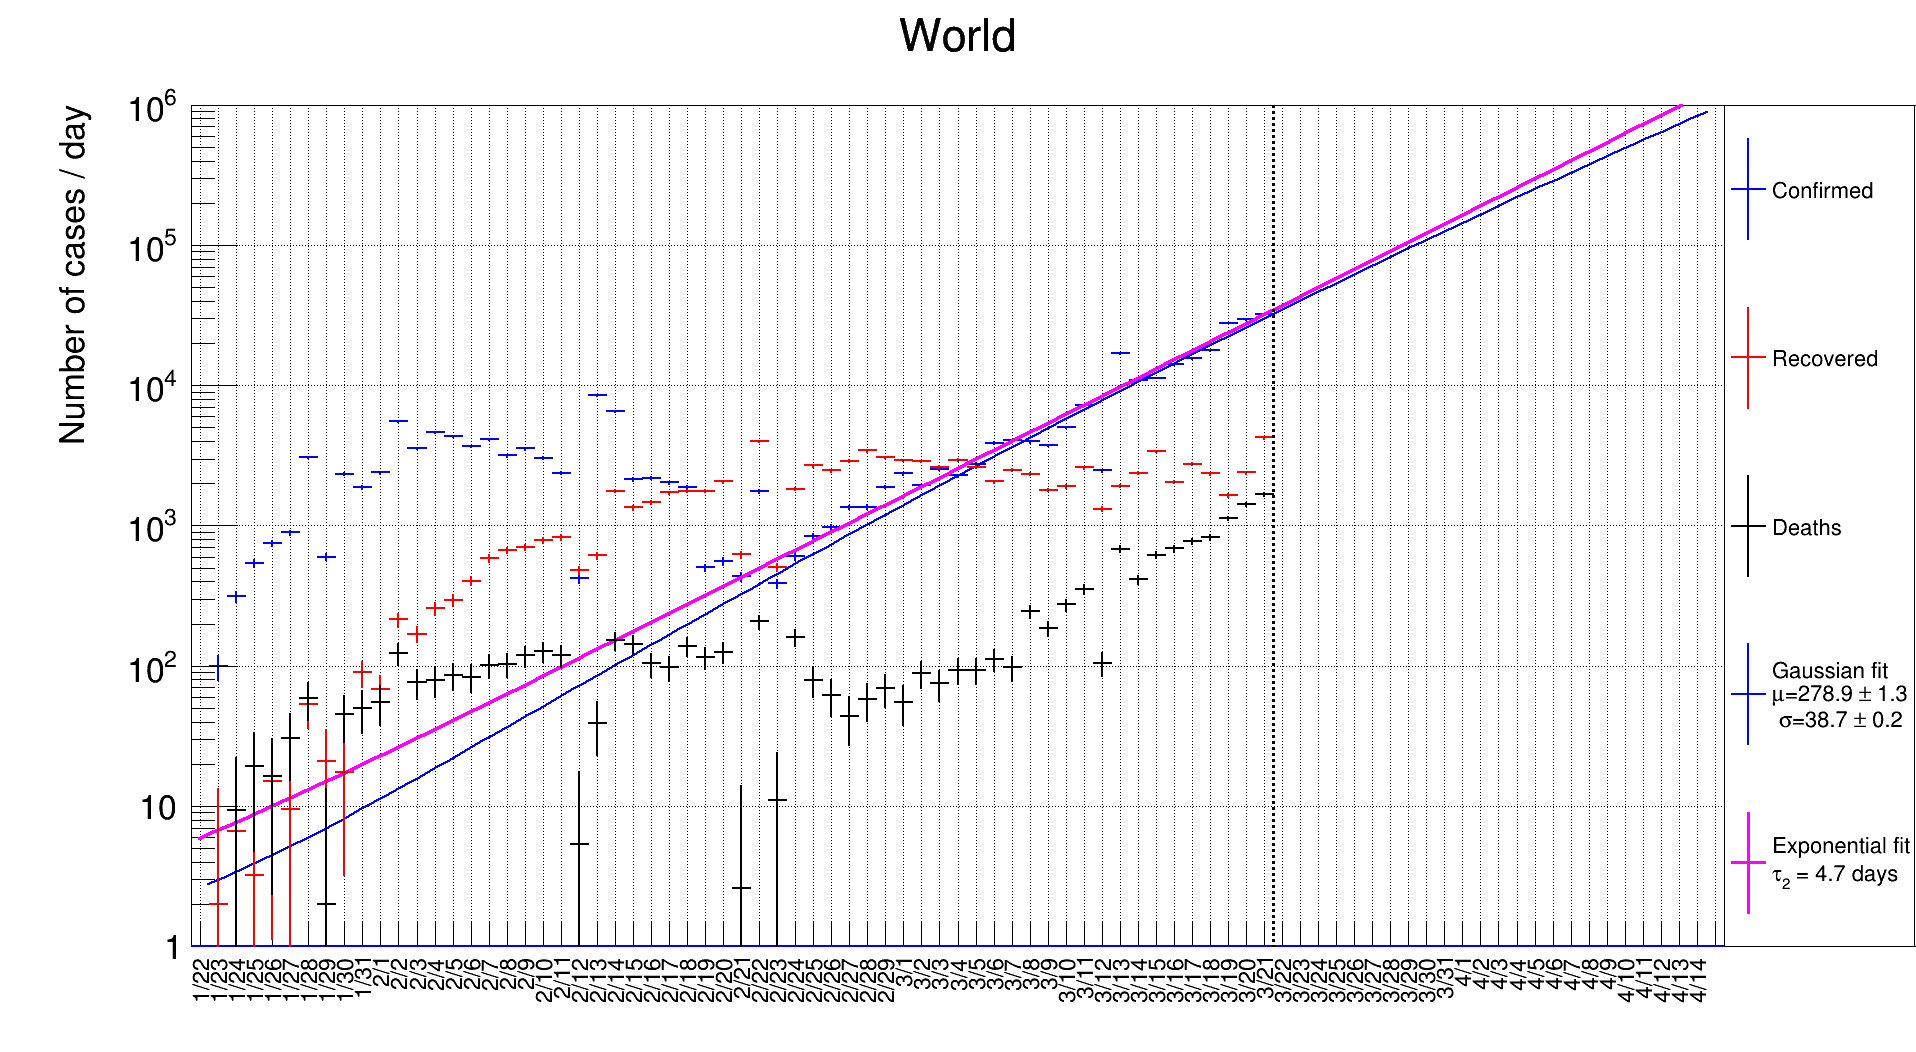 World
Number of cases / day
10⁶
10⁵
10⁴
10³
10²
10
1
1/22 1/23 1/24 1/25 1/26 1/27 1/28 1/29 1/30 1/31 2/1 2/2 2/3 2/4 2/5 2/6 2/7 2/8 2/9 2/10 2/11 2/12 2/13 2/14 2/15 2/16 2/17 2/18 2/19 2/20 2/21 2/22 2/23 2/24 2/25 2/26 2/27 2/28 2/29 3/1 3/2 3/3 3/4 3/5 3/6 3/7 3/8 3/9 3/10 3/11 3/12 3/13 3/14 3/15 3/16 3/17 3/18 3/19 3/20 3/21 3/22 3/23 3/24 3/25 3/26 3/27 3/28 3/29 3/30 3/31 4/1 4/2 4/3 4/4 4/5 4/6 4/7 4/8 4/9 4/10 4/11 4/12 4/13 4/14
Confirmed
Recovered
Deaths
Gaussian fit
μ=278.9 ± 1.3
σ=38.7 ± 0.2
Exponential fit
τ₂ = 4.7 days